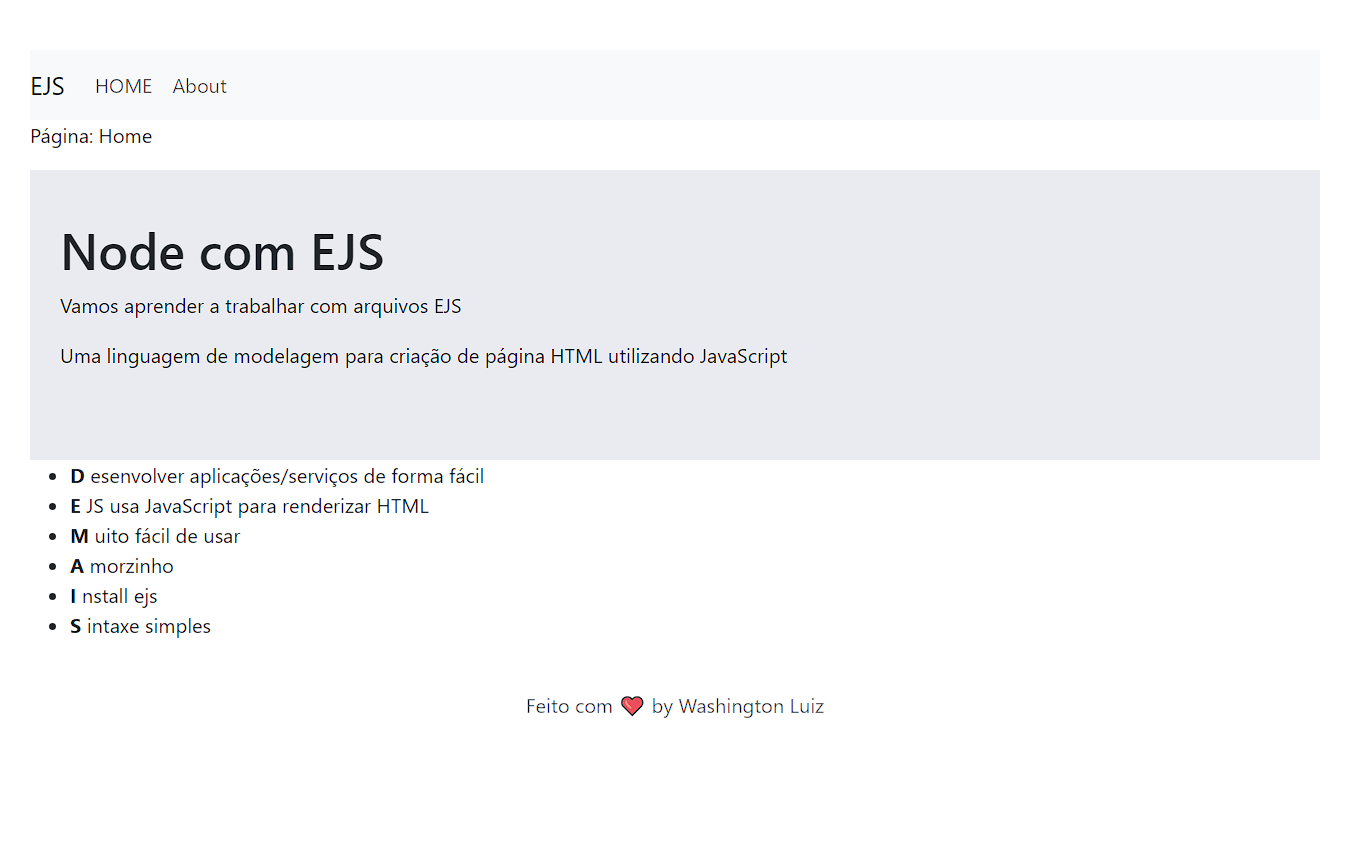 EJS HOME About
Página: Home
Node com EJS
Vamos aprender a trabalhar com arquivos EJS
Uma linguagem de modelagem para criação de página HTML utilizando JavaScript
• D esenvolver aplicações/serviços de forma fácil
• E JS usa JavaScript para renderizar HTML
• M uito fácil de usar
• A morzinho
• I nstall ejs
• S intaxe simples
Feito com ❤️ by Washington Luiz